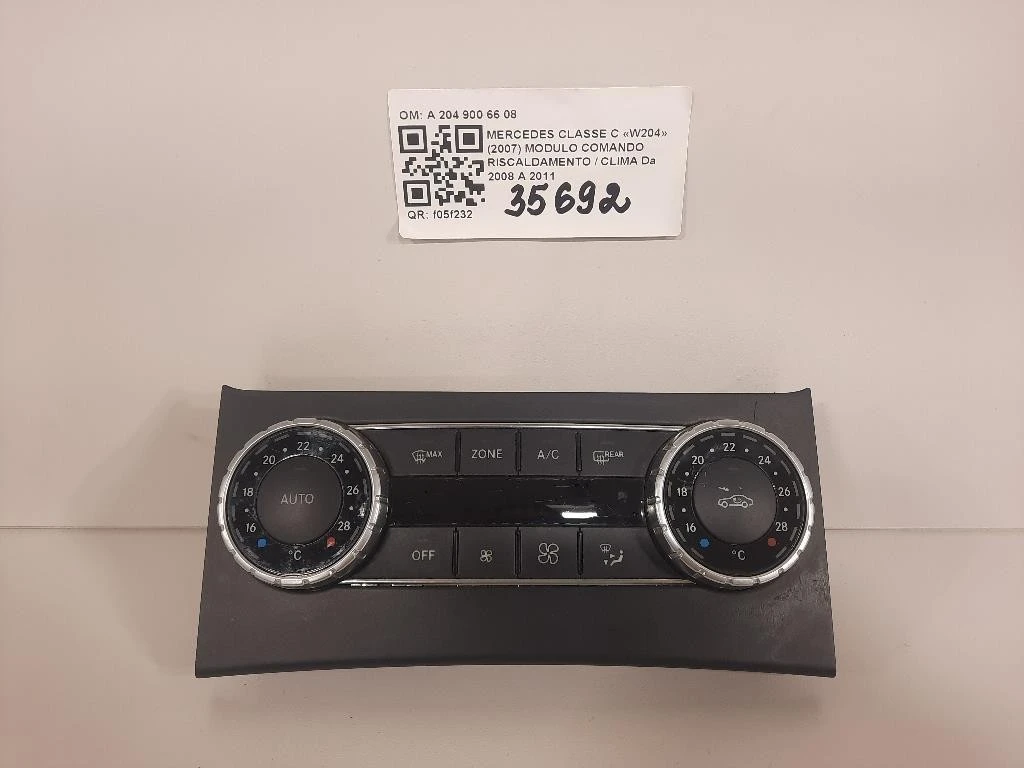 OM: A 204 900 66 08
MERCEDES CLASSE C «W204»
(2007) MODULO COMANDO
RISCALDAMENTO / CLIMA Da
2008 A 2011
35692
QR: f05f232
MAX ZONE A/C REAR
16 18 20 22 24 26 28
AUTO
°C
16 18 20 22 24 26 28
°C
OFF